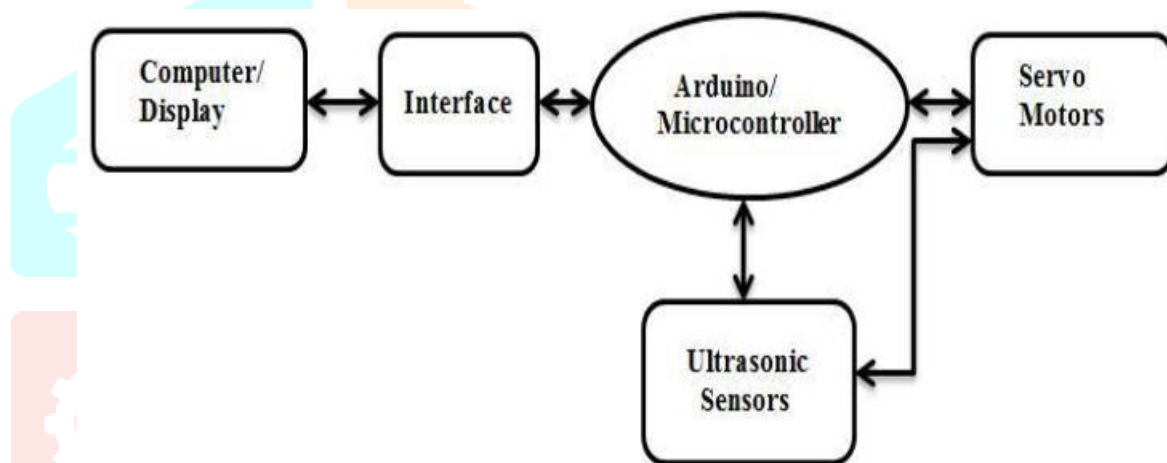 Computer/
Display
Interface
Arduino/
Microcontroller
Servo
Motors
Ultrasonic
Sensors